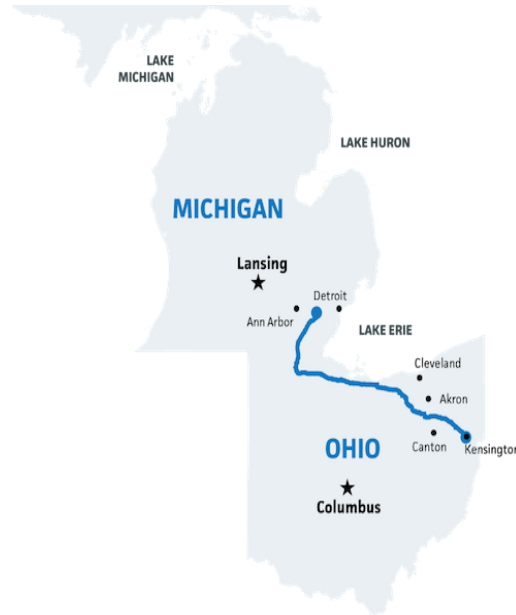 LAKE
MICHIGAN
LAKE HURON
MICHIGAN
Lansing
Detroit
Ann Arbor
LAKE ERIE
Cleveland
Akron
OHIO
Canton
Kensington
Columbus